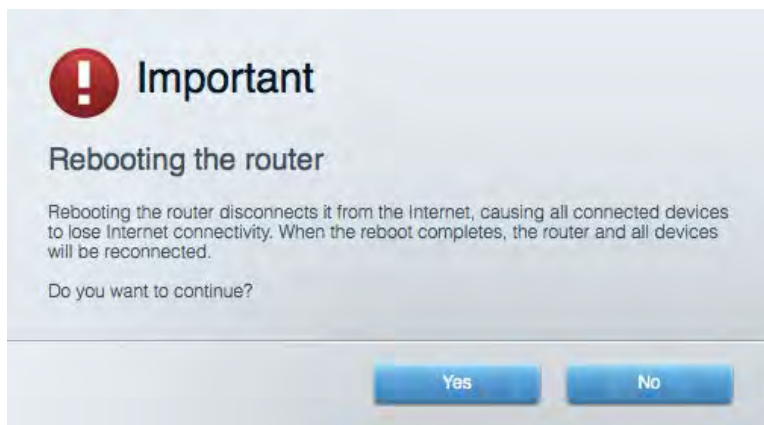 Important
Rebooting the router
Rebooting the router disconnects it from the Internet, causing all connected devices
to lose Internet connectivity. When the reboot completes, the router and all devices
will be reconnected.
Do you want to continue?
Yes No